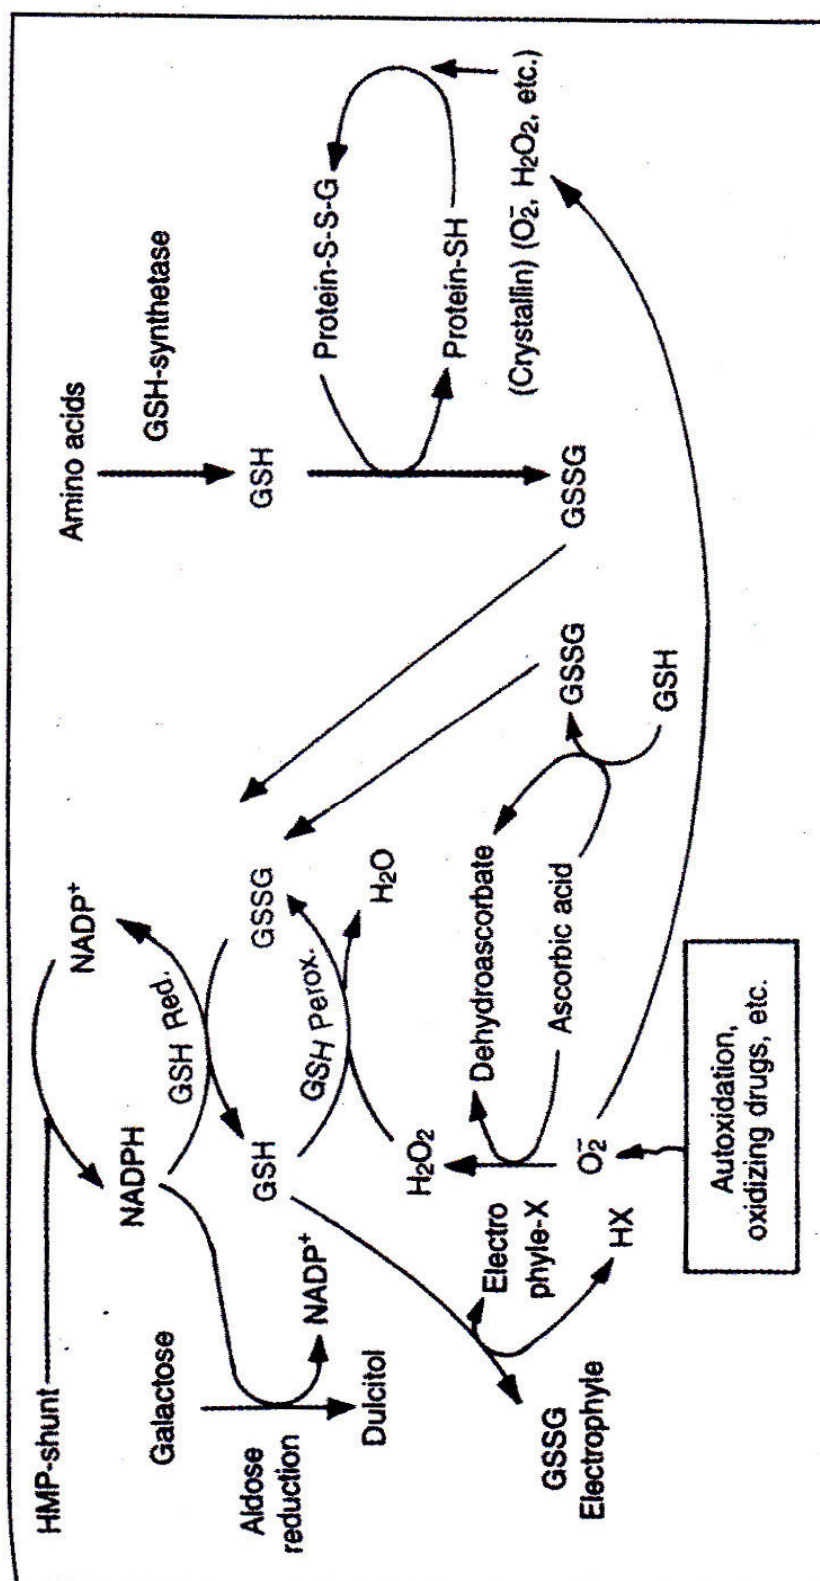 HMP-shunt
NADP⁺
Amino acids
NADPH
GSH Red.
GSH-syntetase
Galactose
GSH
GSSG
GSH
Aldose
reduction
NADP⁺
GSH Perox.
Protein-S-S-G
Dulcitol
H₂O
H₂O₂
Dehydroascorbate
Protein-SH
Electro
phyle-X
Ascorbic acid
(Crystallin) (O₂⁻, H₂O₂, etc.)
GSSG
Electrophyle
HX
O₂⁻
GSSG
GSSG
GSH
Autoxidation,
oxidizing drugs, etc.